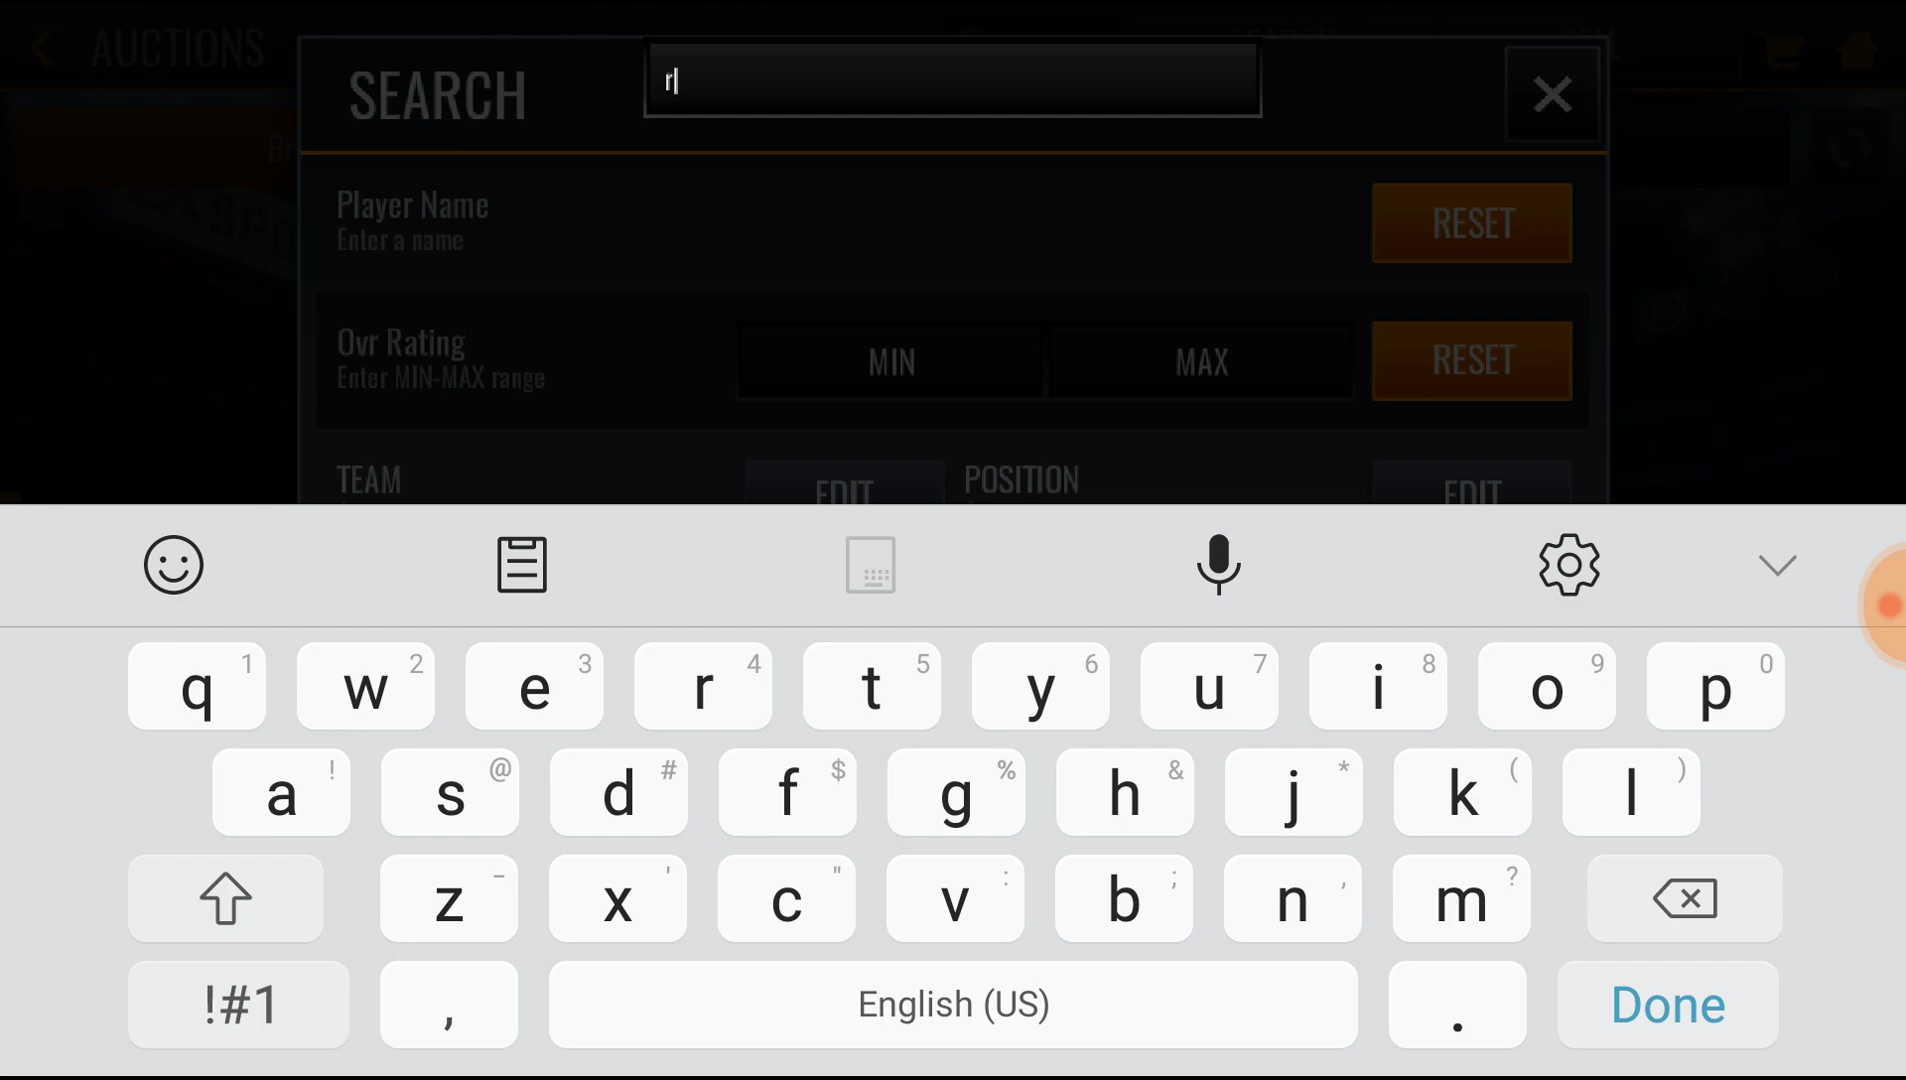 AUCTIONS
SEARCH
r
Player Name
Enter a name
RESET
Ovr Rating
Enter MIN-MAX range
MIN
MAX
RESET
TEAM
EDIT
POSITION
EDIT
q 1 w 2 e 3 r 4 t 5 y 6 u 7 i 8 o 9 p 0
a ! s @ d # f $ g % h & j * k ( l )
z - x ' c " v : b ; n , m ?
!#1 , English (US) . Done